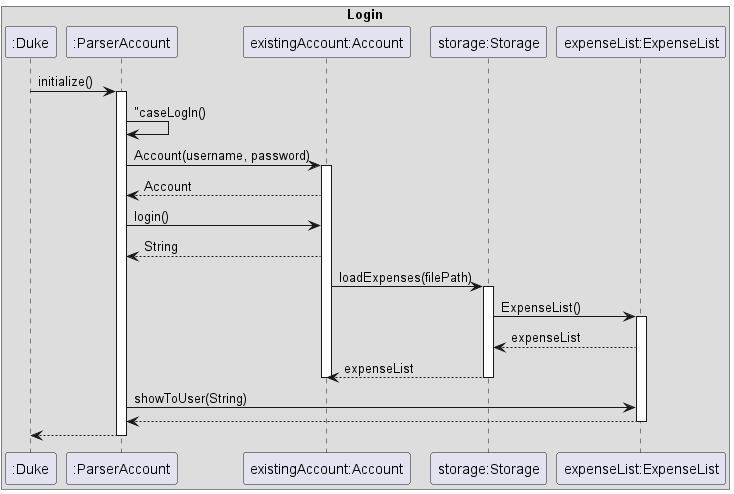 Login
:Duke
:ParserAccount
existingAccount:Account
storage:Storage
expenseList:ExpenseList
initialize()
"caseLogIn()
Account(username, password)
Account
login()
String
loadExpenses(filePath)
ExpenseList()
expenseList
expenseList
showToUser(String)
:Duke
:ParserAccount
existingAccount:Account
storage:Storage
expenseList:ExpenseList